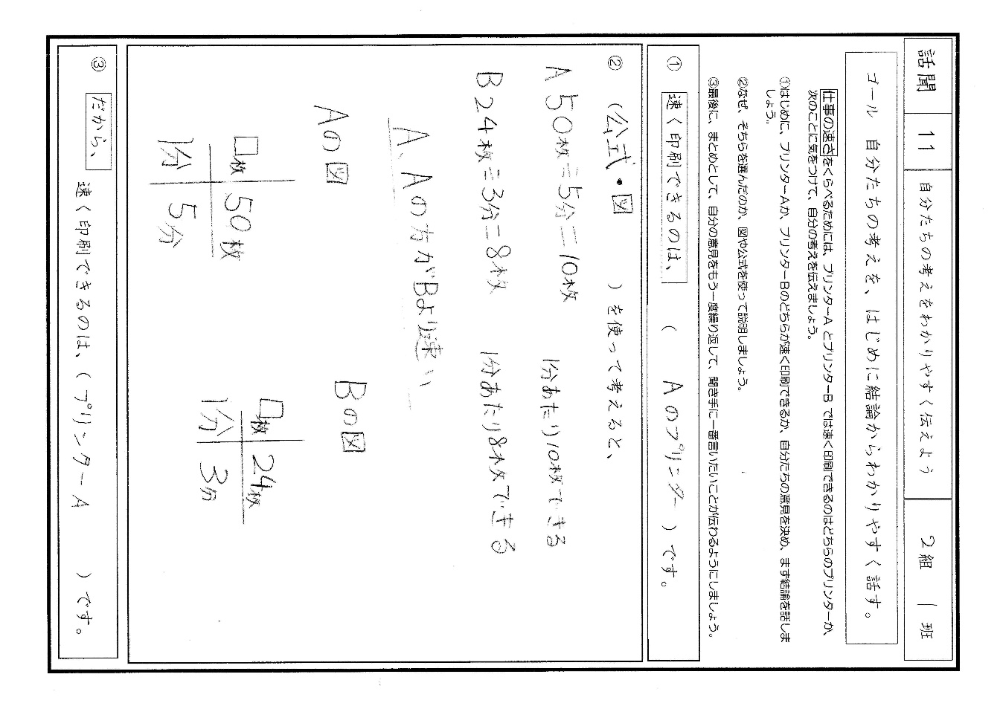 話聞 11 自分たちの考えをわかりやすく伝えよう 2組 1班
ゴール 自分たちの考えを、はじめに結論からわかりやすく話す。
仕事の速さをくらべるためには、プリンターAとプリンターBでは速く印刷できるのはどちらのプリンターか、
次のことに気をつけて、自分の考えを伝えましょう。
①はじめに、プリンターAか、プリンターBのどちらが速く印刷できるか、自分たちの意見を決め、まず結論を話しま
しょう。
②なぜ、そちらを選んだのか、図や公式を使って説明しましょう。
③最後に、まとめとして、自分の意見をもう一度繰り返して、聞き手に一番言いたいことが伝わるようにしましょう。
① 速く印刷できるのは、 ( Aのプリンター ) です。
② (公式・図 ) を使って考えると、
A 50枚÷5分=10枚 1分あたり10枚できる
B 24枚÷3分=8枚 1分あたり8枚できる
A、Aの方がBより速い
Aの図 Bの図
□枚 50枚 □枚 24枚
1分 5分 1分 3分
③ だから、 速く印刷できるのは、(プリンターA ) です。